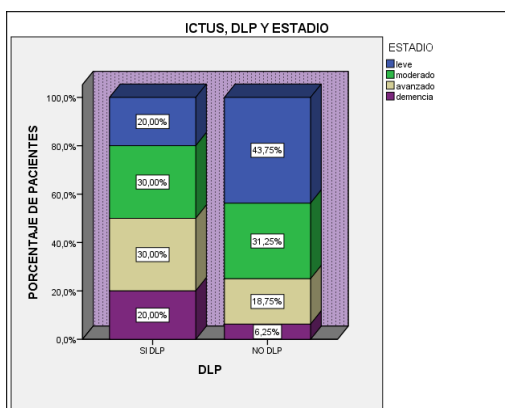 ICTUS, DLP Y ESTADIO
ESTADIO
leve
moderado
avanzado
demencia
PORCENTAJE DE PACIENTES
100,0%
80,0%
60,0%
40,0%
20,0%
0,0%
20,00%
30,00%
30,00%
20,00%
43,75%
31,25%
18,75%
6,25%
SI DLP
NO DLP
DLP